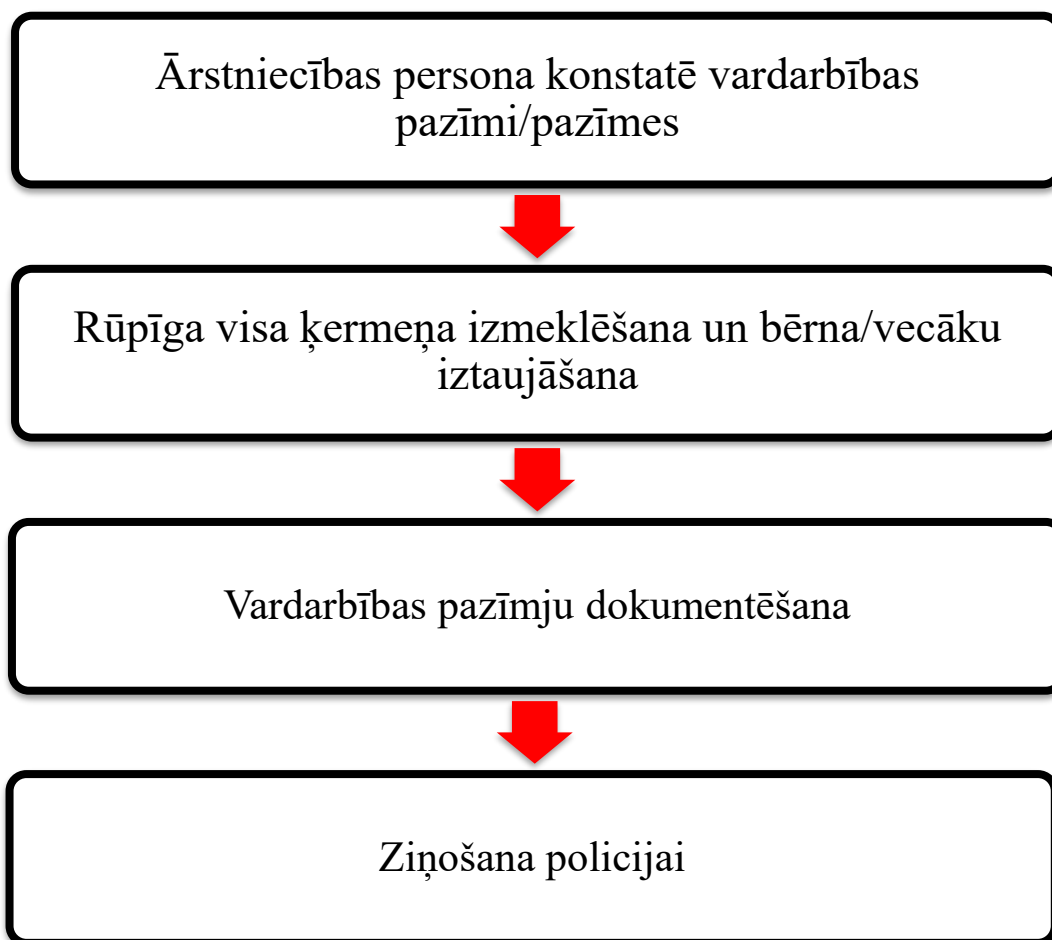 Ārstniecības persona konstatē vardarbības
pazīmi/pazīmes
Rūpīga visa ķermeņa izmeklēšana un bērna/vecāku
iztaujāšana
Vardarbības pazīmju dokumentēšana
Ziņošana policijai